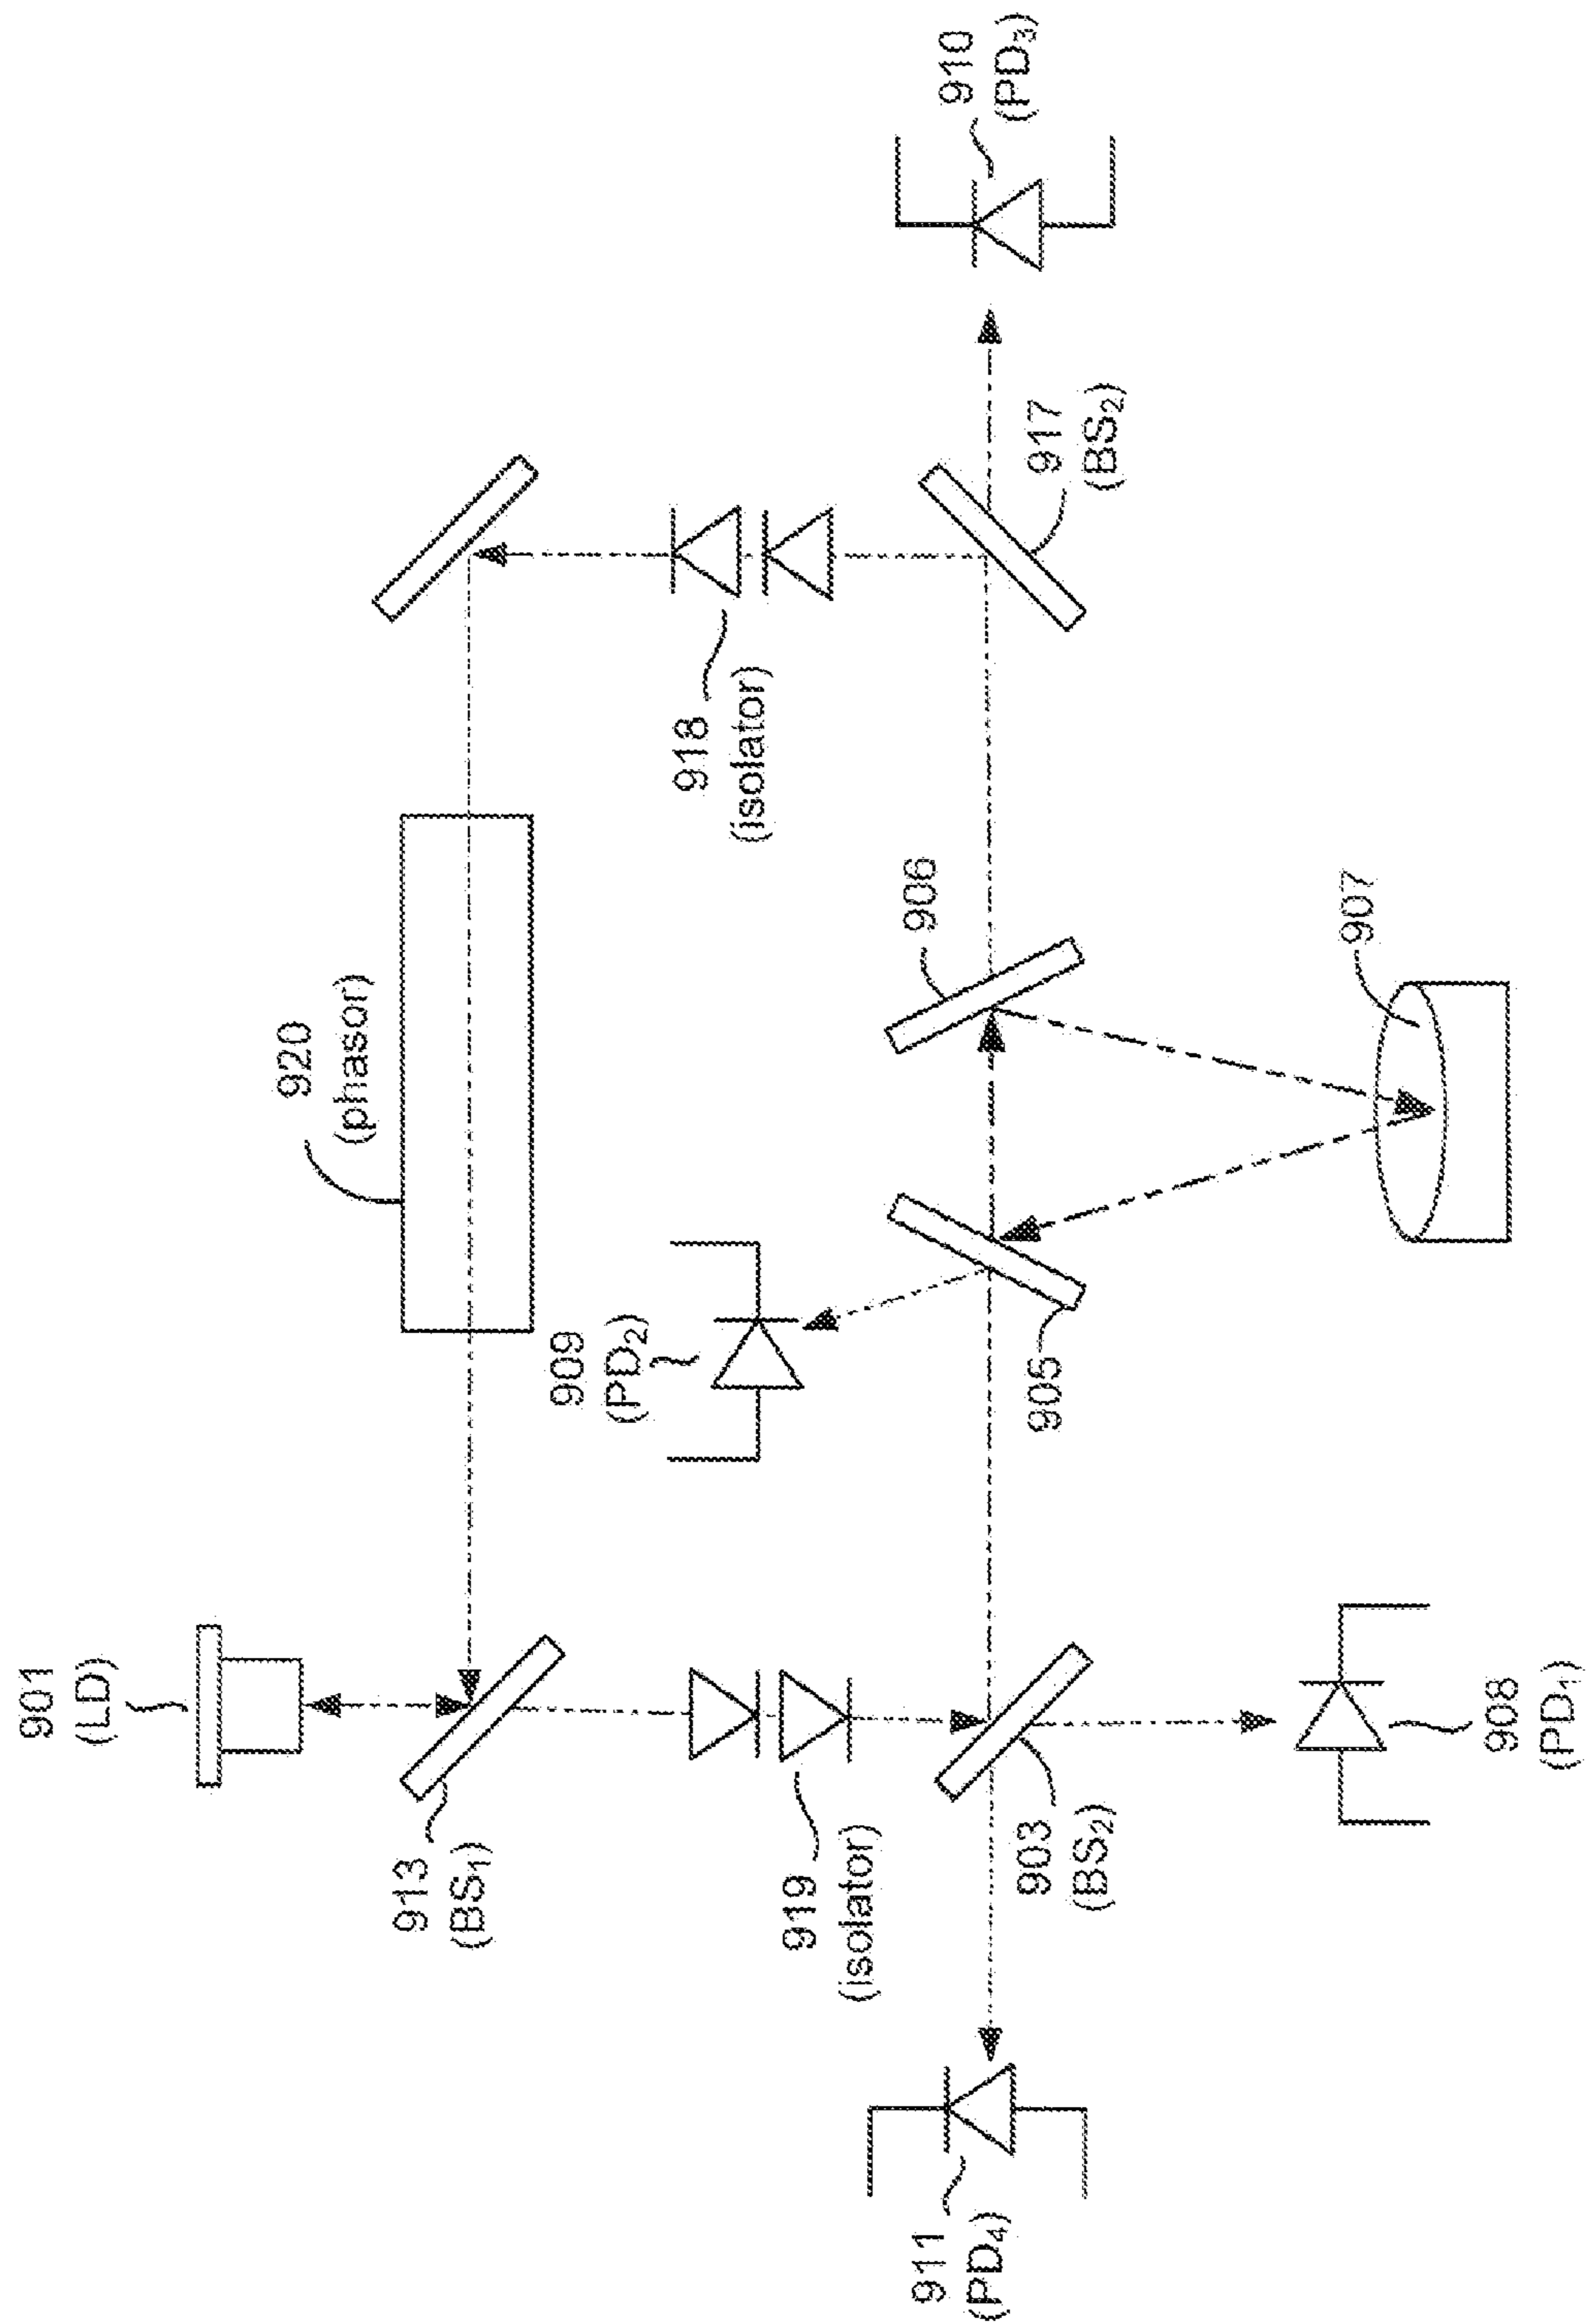 901
(LD)
913
(BS₁)
920
(phasor)
918
(isolator)
919
(isolator)
909
(PD₂)
905
906
917
(BS₂)
910
(PD₃)
911
(PD₄)
903
(BS₂)
908
(PD₁)
907